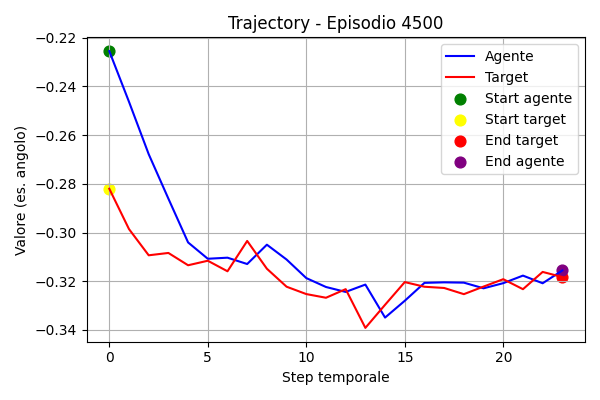 Trajectory - Episodio 4500
−0.22
−0.24
−0.26
−0.28
−0.30
−0.32
−0.34
Valore (es. angolo)
Agente
Target
Start agente
Start target
End target
End agente
0 5 10 15 20
Step temporale